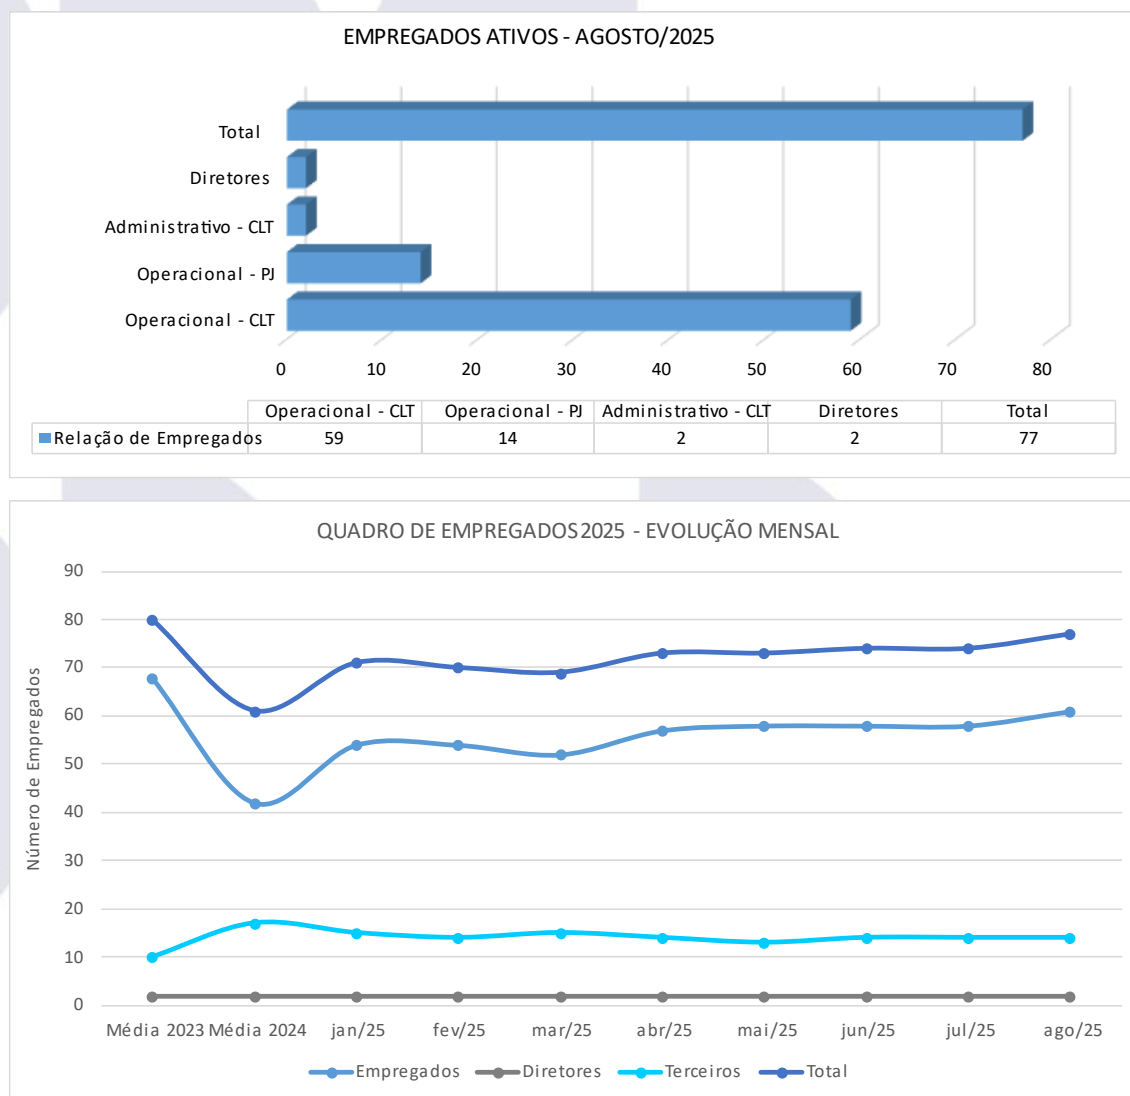 EMPREGADOS ATIVOS - AGOSTO/2025
Total
Diretores
Administrativo - CLT
Operacional - PJ
Operacional - CLT
0 10 20 30 40 50 60 70 80
Operacional - CLT Operacional - PJ Administrativo - CLT Diretores Total
Relação de Empregados 59 14 2 2 77
QUADRO DE EMPREGADOS2025 - EVOLUÇÃO MENSAL
Número de Empregados
90
80
70
60
50
40
30
20
10
0
Média 2023 Média 2024 jan/25 fev/25 mar/25 abr/25 mai/25 jun/25 jul/25 ago/25
Empregados Diretores Terceiros Total